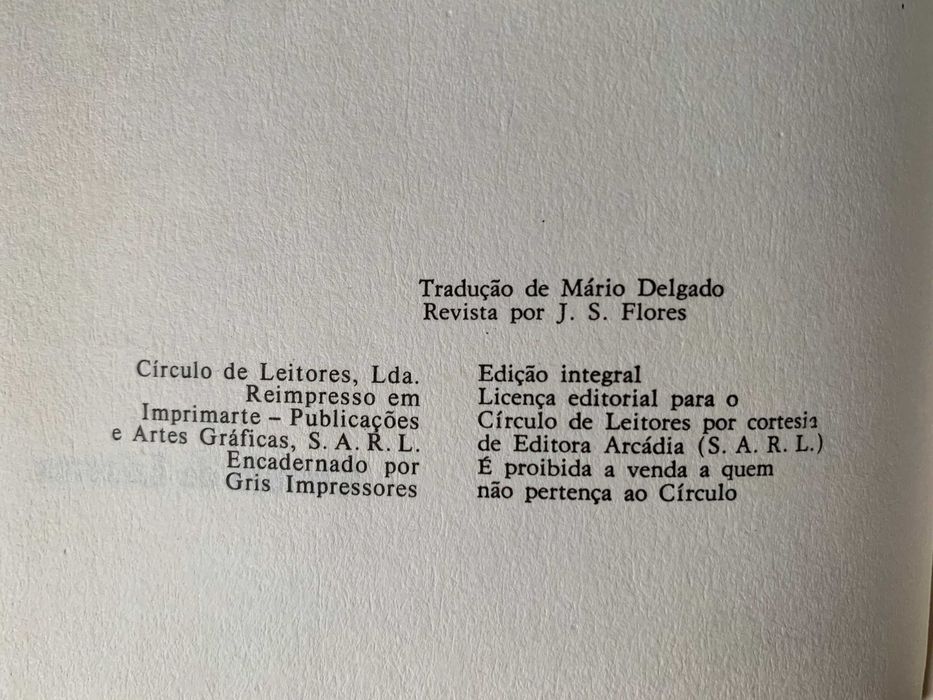 Tradução de Mário Delgado
Revista por J. S. Flores
Círculo de Leitores, Lda.
Reimpresso em
Imprimarte – Publicações
e Artes Gráficas, S. A. R. L.
Encadernado por
Gris Impressores
Edição integral
Licença editorial para o
Círculo de Leitores por cortesia
de Editora Arcádia (S. A. R. L.)
É proibida a venda a quem
não pertença ao Círculo